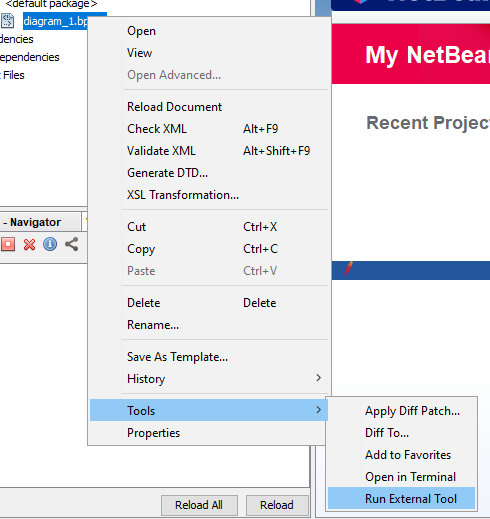 <default package>
diagram_1.bp
dencies
ependencies
Files
- Navigator
Open
View
Open Advanced...
Reload Document
Check XML Alt+F9
Validate XML Alt+Shift+F9
Generate DTD...
XSL Transformation...
Cut Ctrl+X
Copy Ctrl+C
Paste Ctrl+V
Delete Delete
Rename...
Save As Template...
History
Tools
Properties
Apply Diff Patch...
Diff To...
Add to Favorites
Open in Terminal
Run External Tool
My NetBea
Recent Projec
Reload All Reload